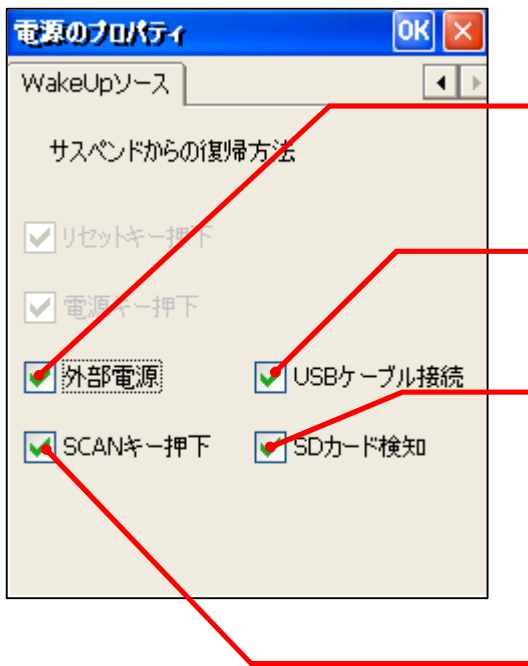 電源のプロパティ OK
WakeUpソース
サスペンドからの復帰方法
リセットキー押下
電源キー押下
外部電源 USBケーブル接続
SCANキー押下 SDカード検知